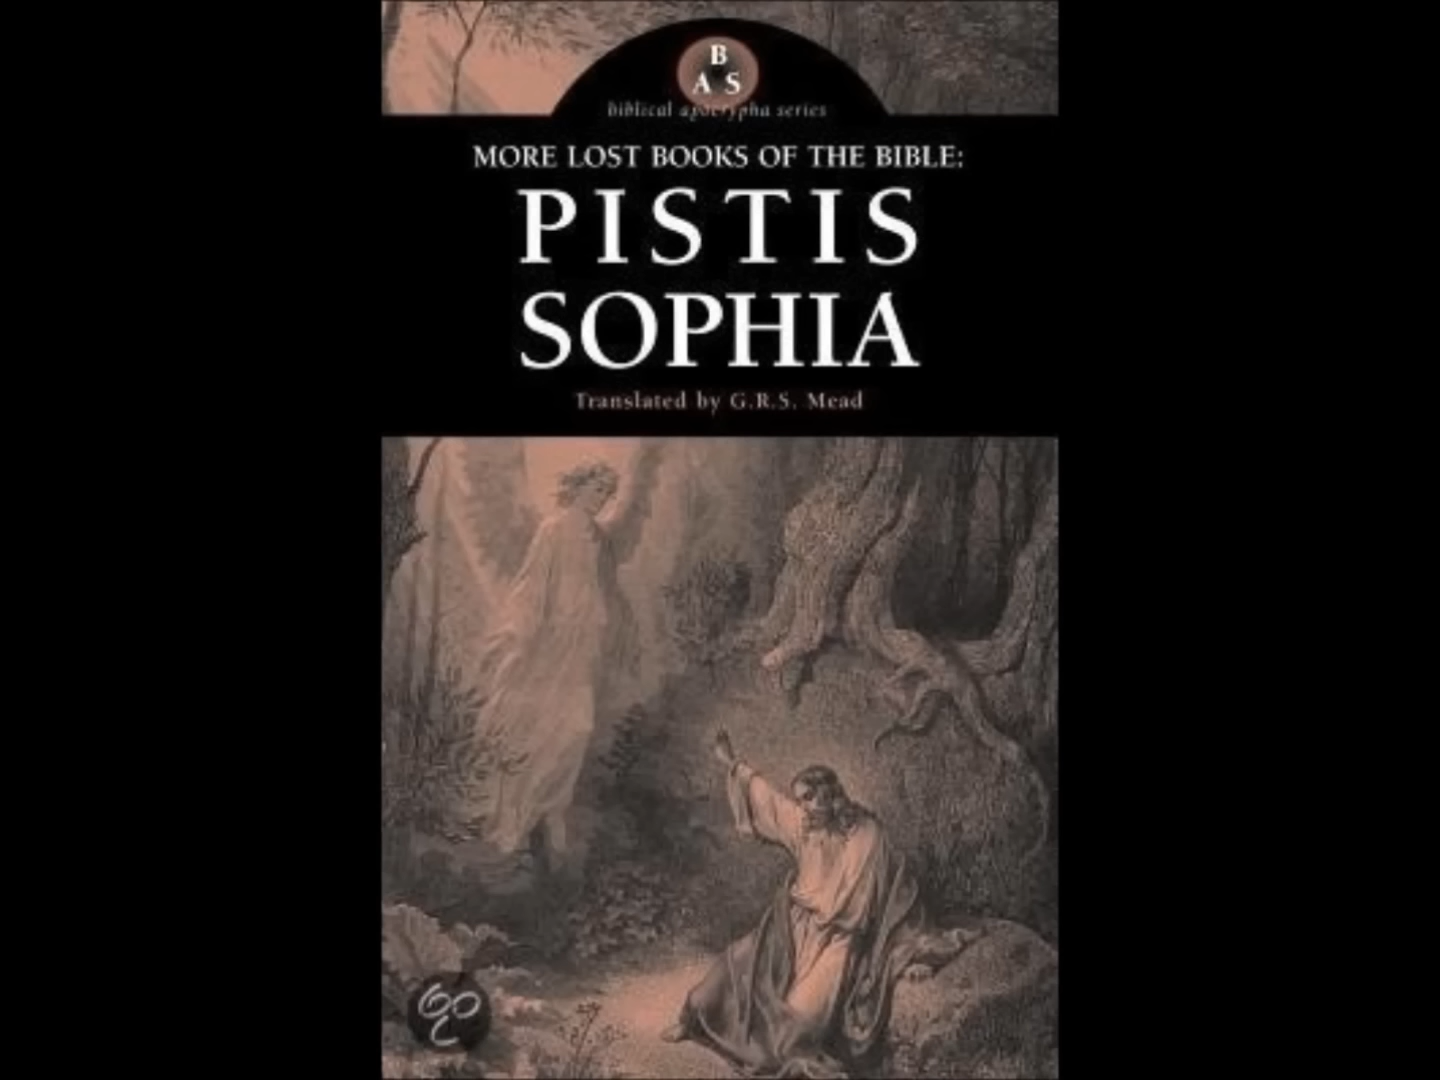 B
A S
biblical apocrypha series
MORE LOST BOOKS OF THE BIBLE:
PISTIS
SOPHIA
Translated by G.R.S. Mead